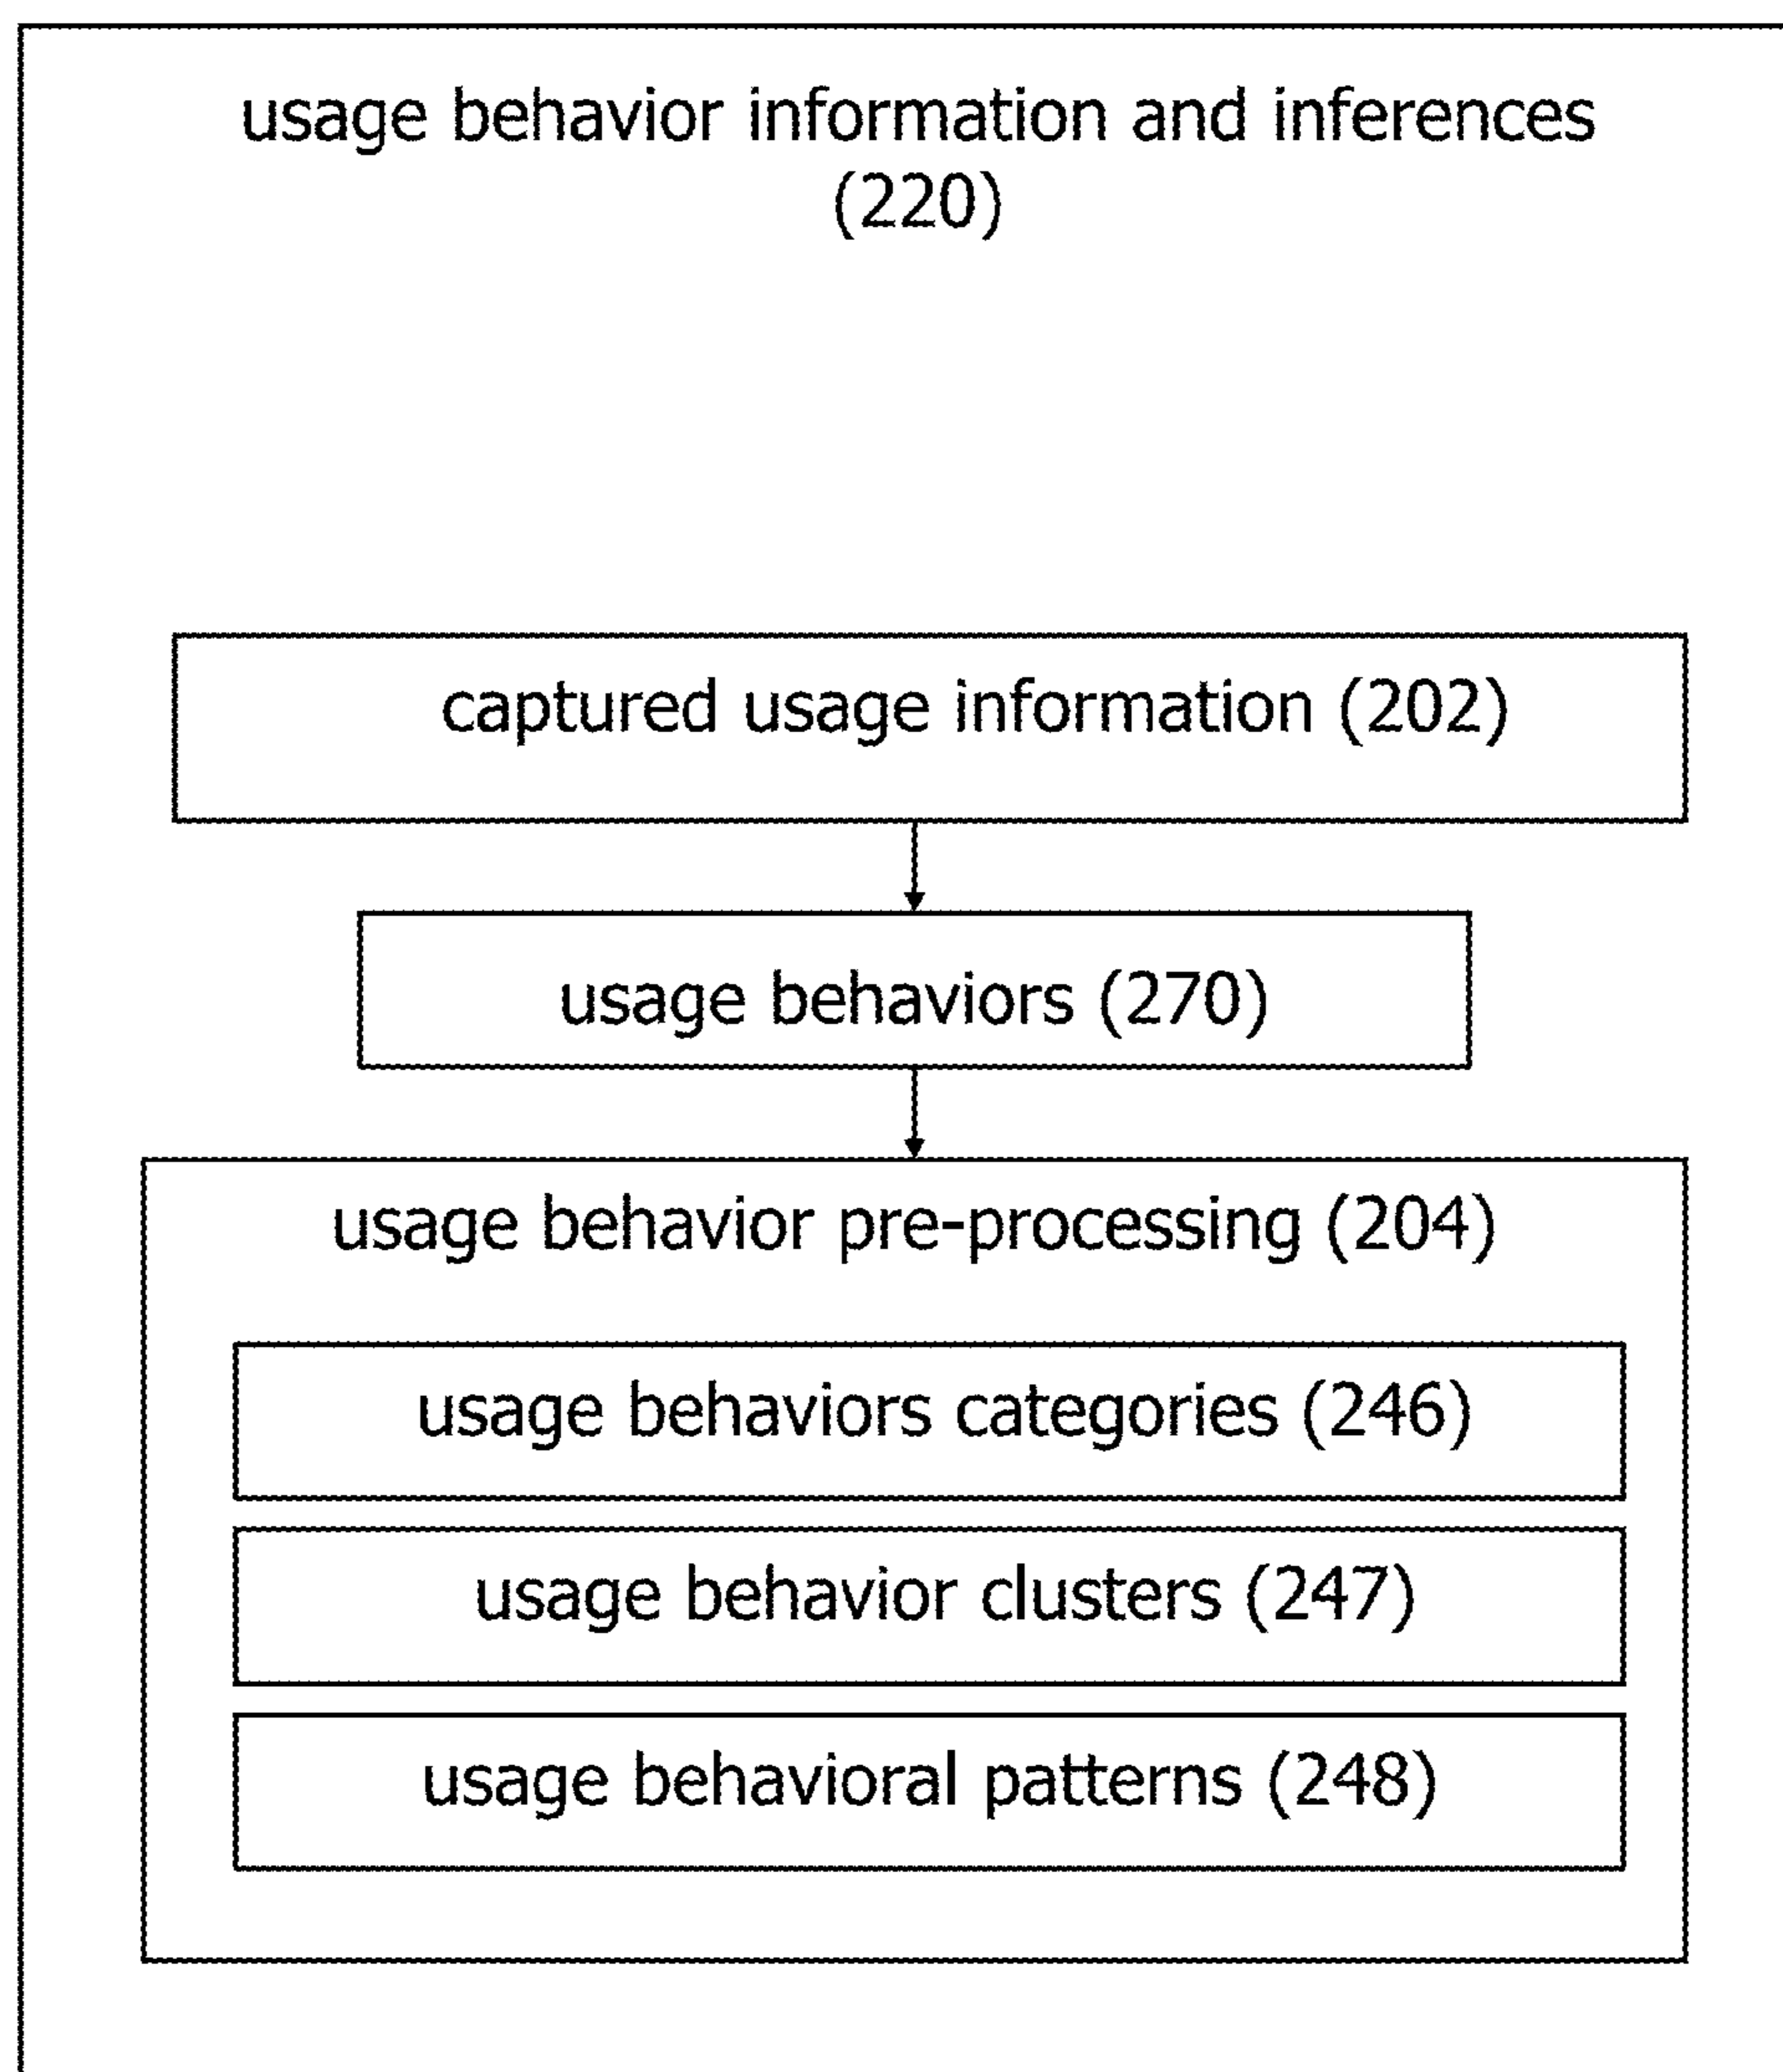 usage behavior information and inferences
(220)
captured usage information (202)
usage behaviors (270)
usage behavior pre-processing (204)
usage behaviors categories (246)
usage behavior clusters (247)
usage behavioral patterns (248)